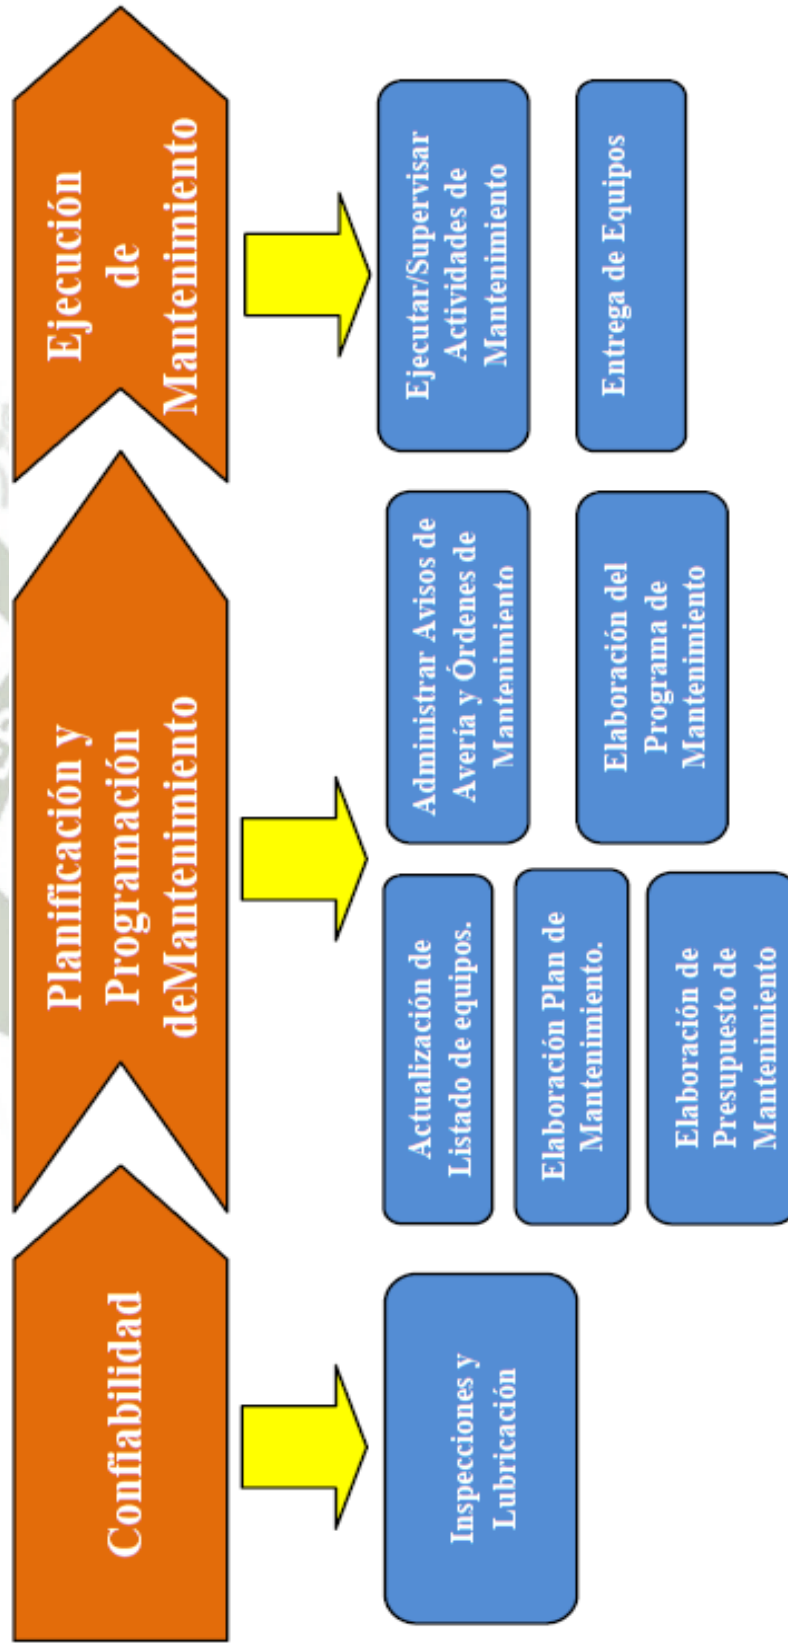 Confiabilidad
Planificación y
Programación
deMantenimiento
Ejecución
de
Mantenimiento
Inspecciones y
Lubricación
Actualización de
Listado de equipos.
Elaboración Plan de
Mantenimiento.
Elaboración de
Presupuesto de
Mantenimiento
Administrar Avisos de
Avería y Órdenes de
Mantenimiento
Elaboración del
Programa de
Mantenimiento
Ejecutar/Supervisar
Actividades de
Mantenimiento
Entrega de Equipos